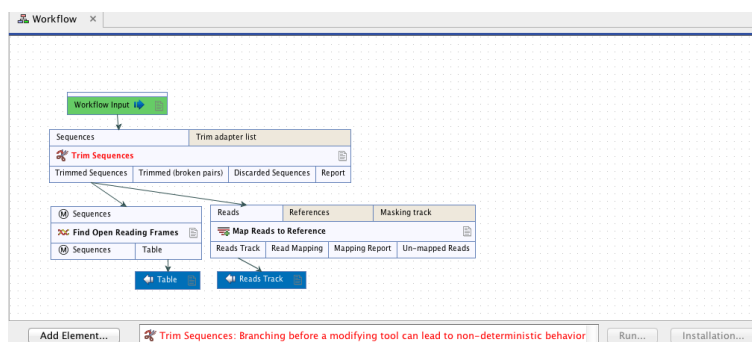 Workflow ×
Workflow Input
Sequences Trim adapter list
Trim Sequences
Trimmed Sequences Trimmed (broken pairs) Discarded Sequences Report
M Sequences
Find Open Reading Frames
M Sequences Table
Table
Reads References Masking track
Map Reads to Reference
Reads Track Read Mapping Mapping Report Un-mapped Reads
Reads Track
Add Element... Trim Sequences: Branching before a modifying tool can lead to non-deterministic behavior Run... Installation...